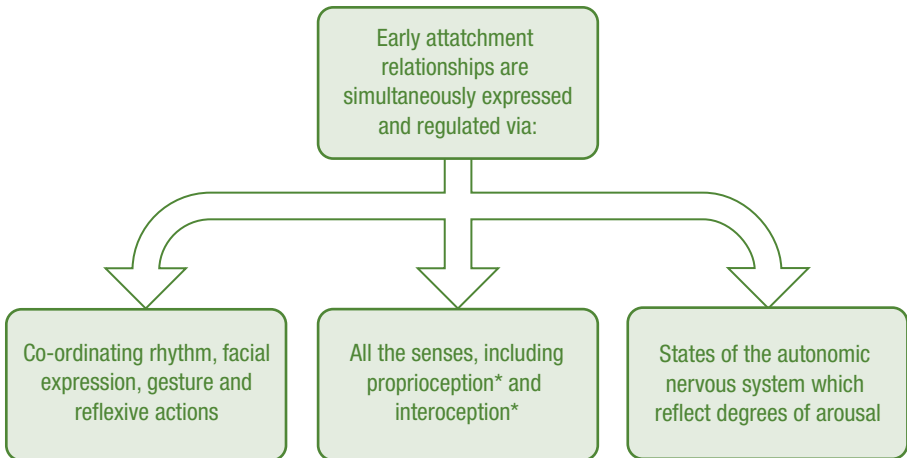 Early attatchment
relationships are
simultaneously expressed
and regulated via:
Co-ordinating rhythm, facial
expression, gesture and
reflexive actions
All the senses, including
proprioception* and
interoception*
States of the autonomic
nervous system which
reflect degrees of arousal